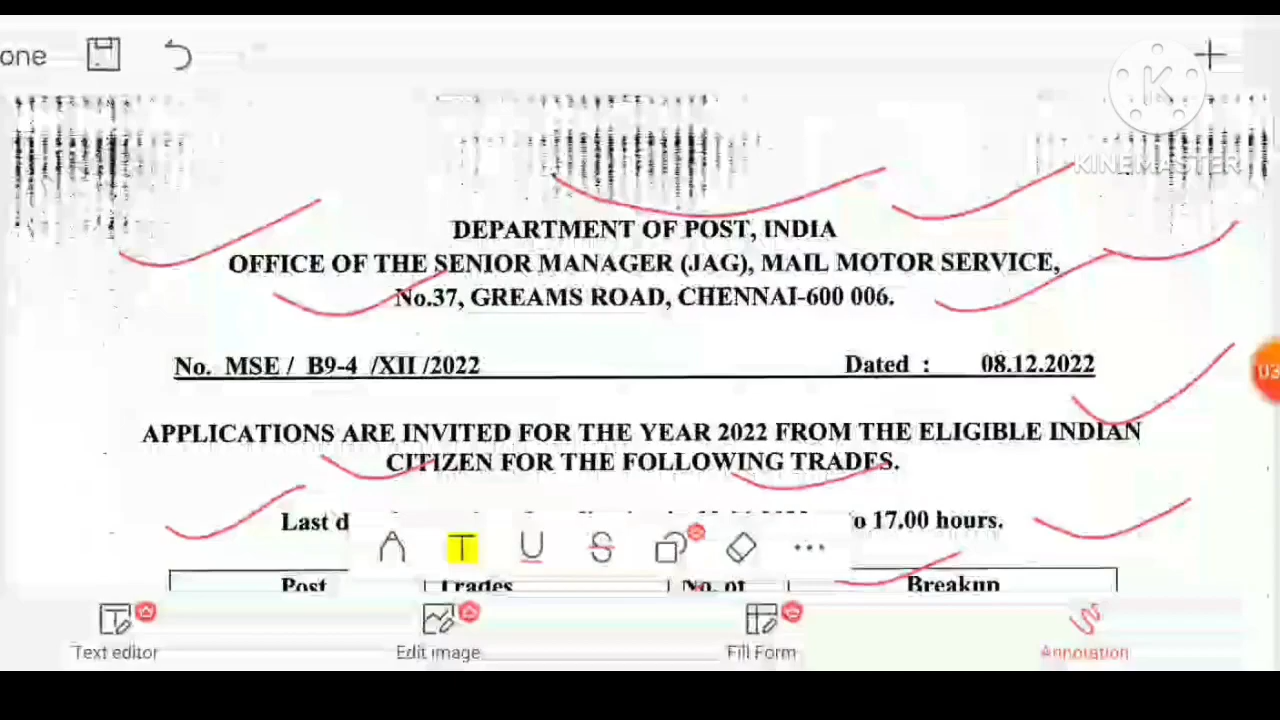 one
K
KINEMASTER
DEPARTMENT OF POST, INDIA
OFFICE OF THE SENIOR MANAGER (JAG), MAIL MOTOR SERVICE,
No.37, GREAMS ROAD, CHENNAI-600 006.
No. MSE / B9-4 /XII /2022 Dated : 08.12.2022
APPLICATIONS ARE INVITED FOR THE YEAR 2022 FROM THE ELIGIBLE INDIAN
CITIZEN FOR THE FOLLOWING TRADES.
Last d o 17.00 hours.
T U S
Post Trades No. of Breakup
Text editor Edit image Fill Form Annotation
03